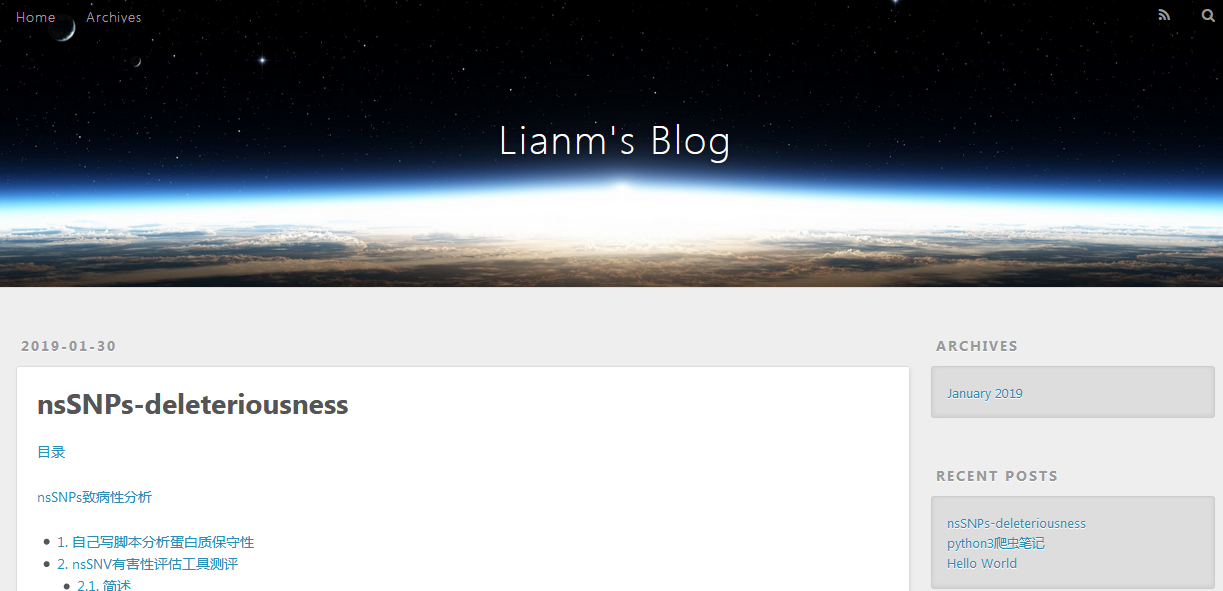 Home Archives
Lianm's Blog
2019-01-30
nsSNPs-deleteriousness
目录
nsSNPs致病性分析
1. 自己写脚本分析蛋白质保守性
2. nsSNV有害性评估工具测评
2.1. 简述
ARCHIVES
January 2019
RECENT POSTS
nsSNPs-deleteriousness
python3爬虫笔记
Hello World